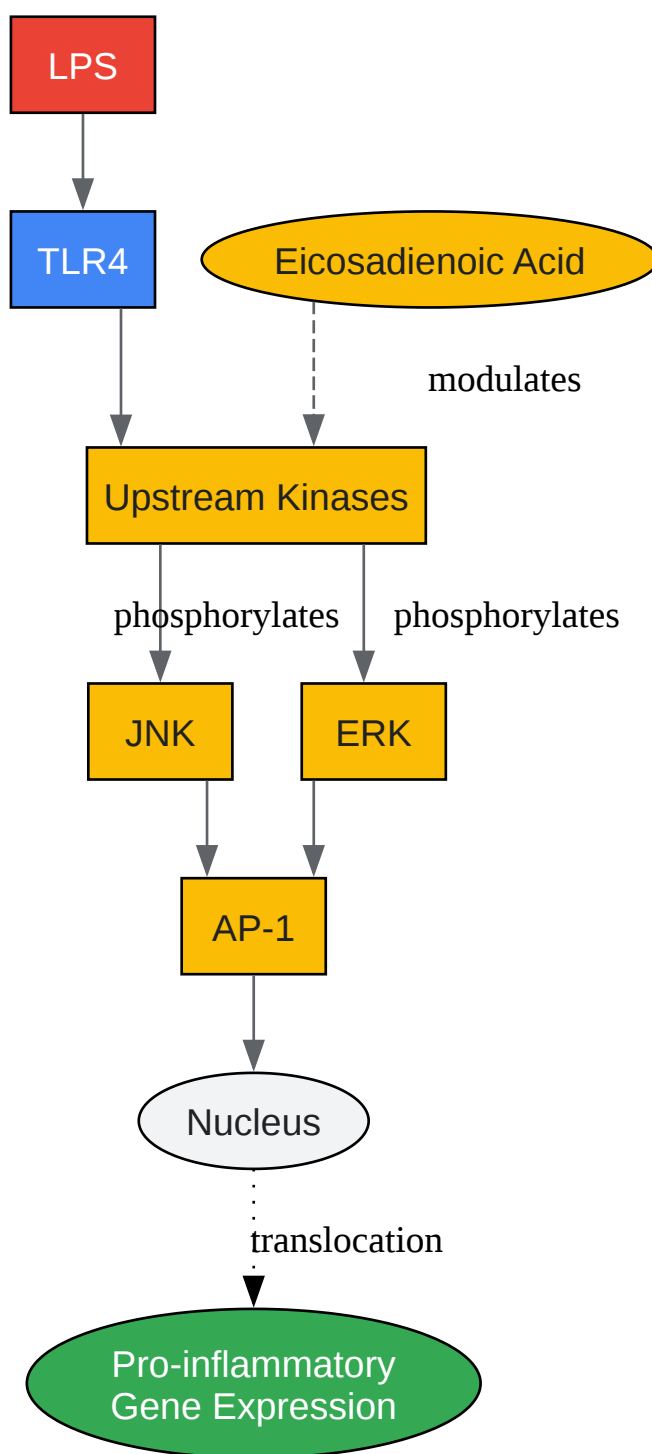 LPS
TLR4
Eicosadienoic Acid
modulates
Upstream Kinases
phosphorylates
phosphorylates
JNK
ERK
AP-1
Nucleus
translocation
Pro-inflammatory
Gene Expression